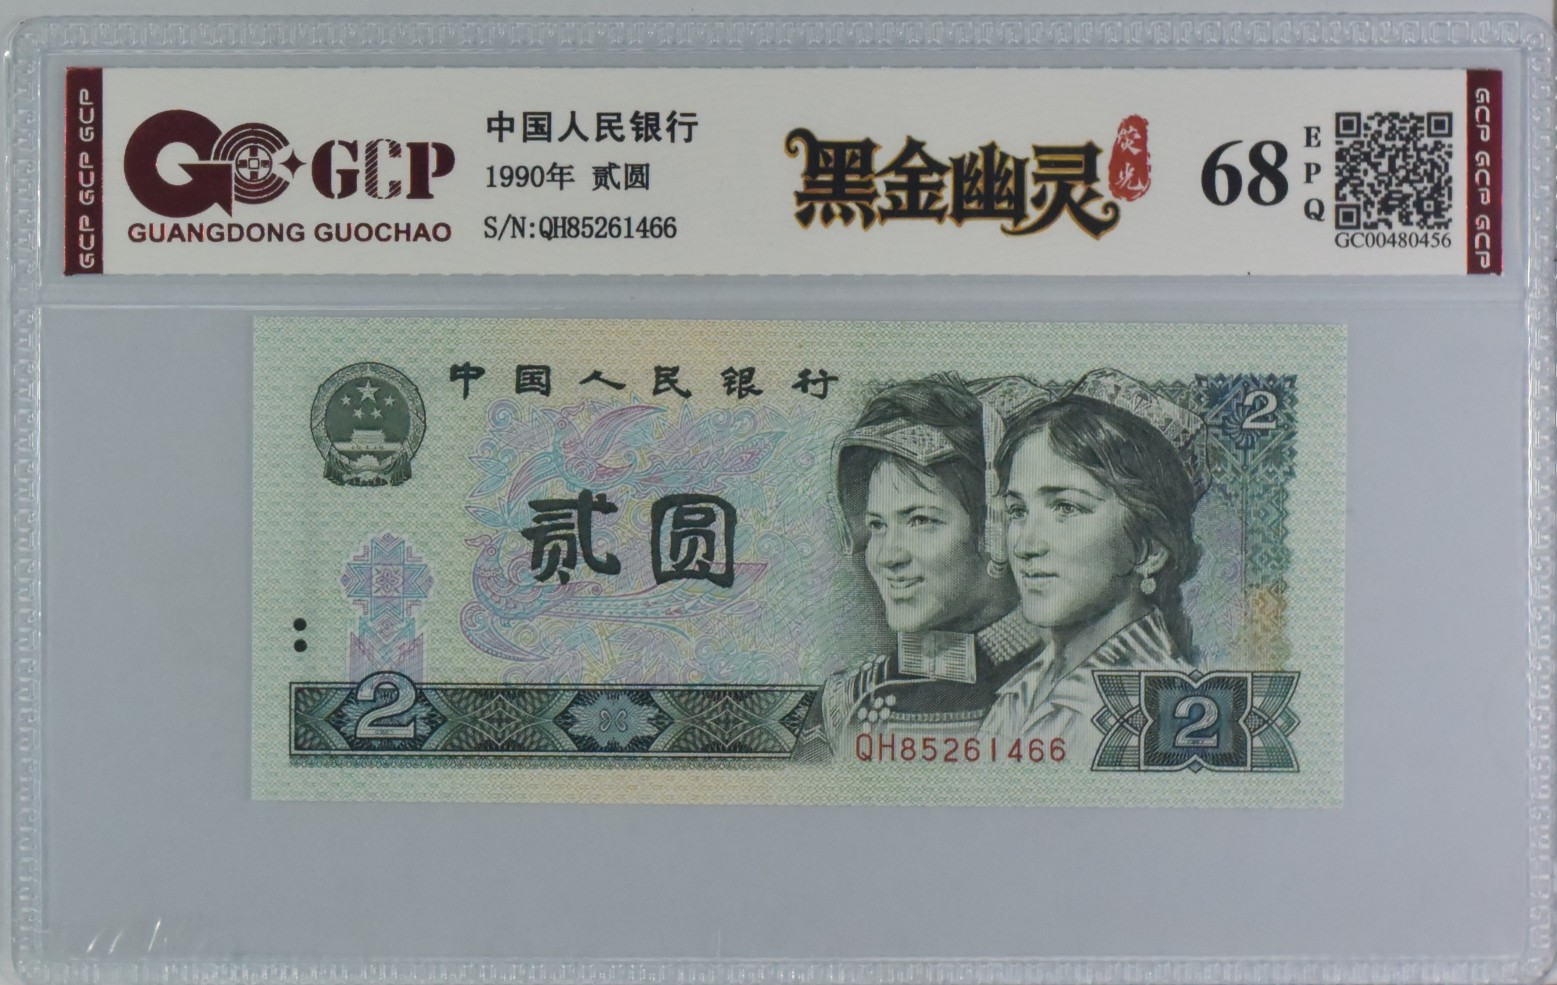 GCP GCP GCP
GCP
GUANGDONG GUOCHAO
中国人民银行
1990年 贰圆
S/N:QH85261466
黑金幽灵
荧光
68
EPQ
GC00480456
GCP GCP GCP
中国人民银行
2
贰圆
2
QH85261466
2